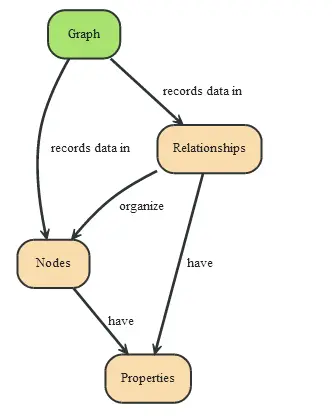 Graph
records data in
records data in
Relationships
organize
Nodes
have
have
Properties